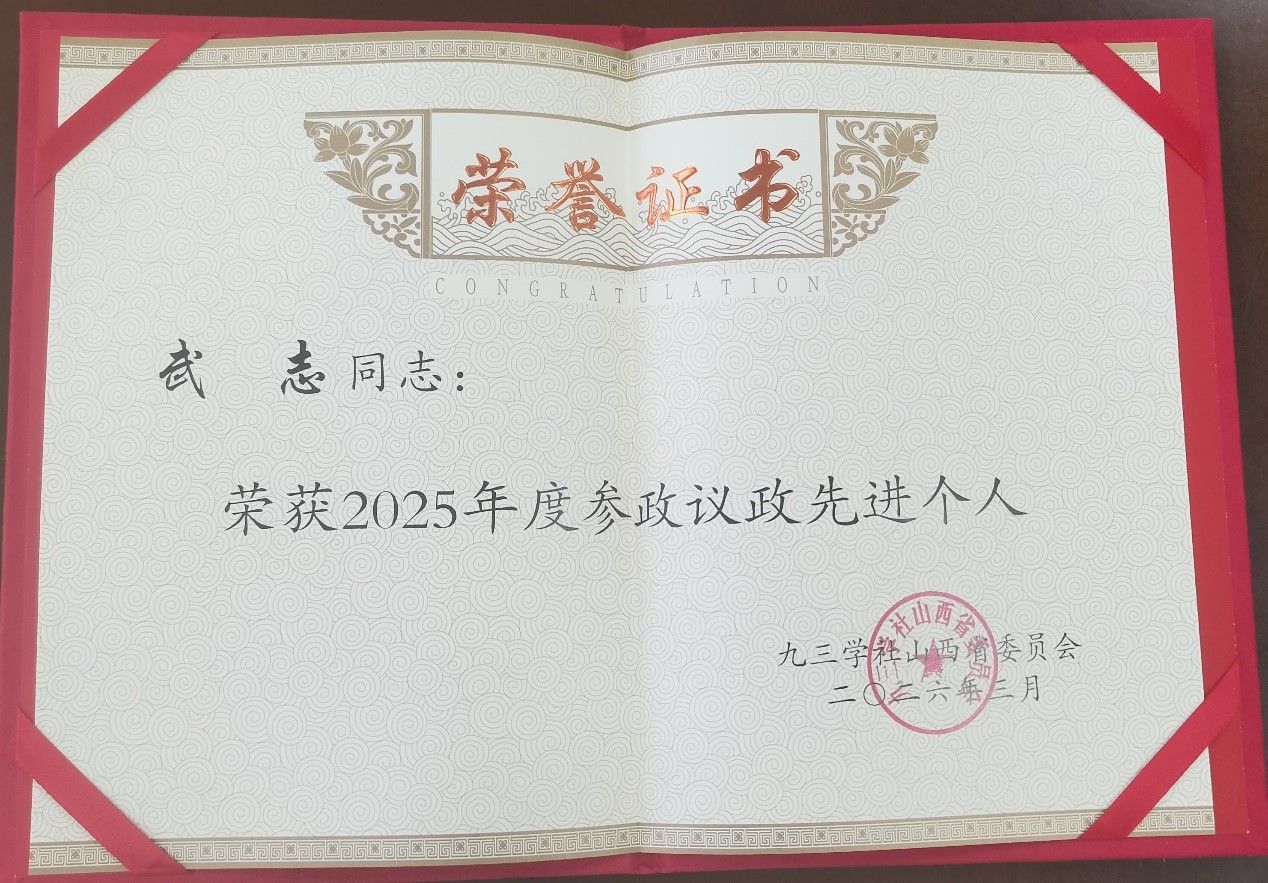 荣誉证书
CONGRATULATION
武 志同志：
荣获2025年度参政议政先进个人
九三学社山西省委员会
二〇二六年三月